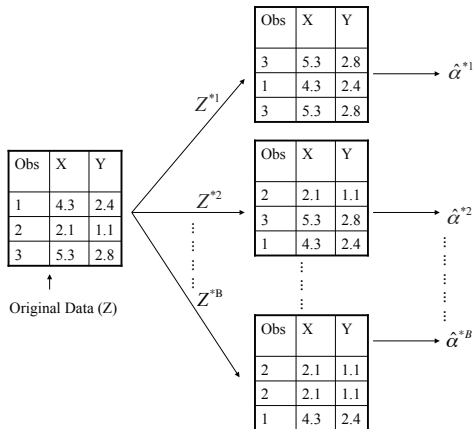 Obs X Y
1 4.3 2.4
2 2.1 1.1
3 5.3 2.8
Original Data (Z)
Z*1
Z*2
Z*B
Obs X Y
3 5.3 2.8
1 4.3 2.4
3 5.3 2.8
α̂*1
Obs X Y
2 2.1 1.1
3 5.3 2.8
1 4.3 2.4
α̂*2
Obs X Y
2 2.1 1.1
2 2.1 1.1
1 4.3 2.4
α̂*B